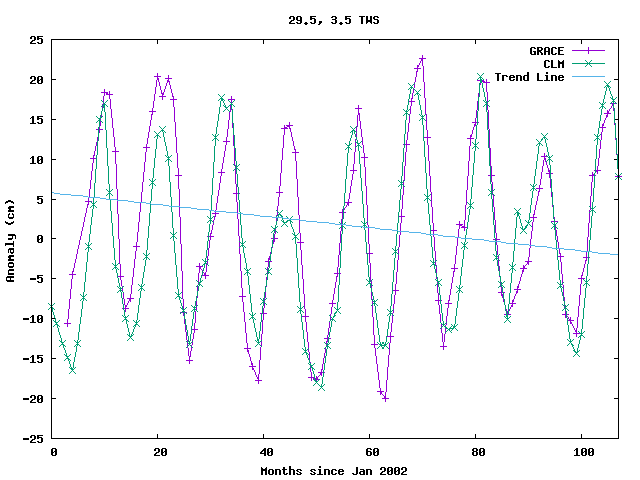 29.5, 3.5 TWS
GRACE
CLM
Trend Line
25
20
15
10
5
0
-5
-10
-15
-20
-25
Anomaly (cm)
0 20 40 60 80 100
Months since Jan 2002